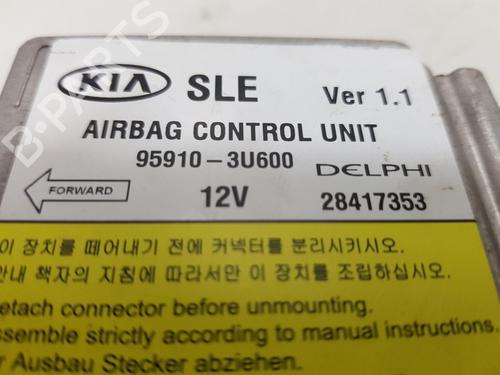 KIA SLE Ver 1.1
AIRBAG CONTROL UNIT
95910-3U600 DELPHI
FORWARD 12V 28417353
이 장치를 떼어내기 전에 커넥터를 분리시키시오.
안내 책자의 지침에 따라서만 이 장치를 조립하십시오.
etach connector before unmounting.
ssemble strictly according to manual instructions.
r Ausbau Stecker abziehen.
B-PARTS